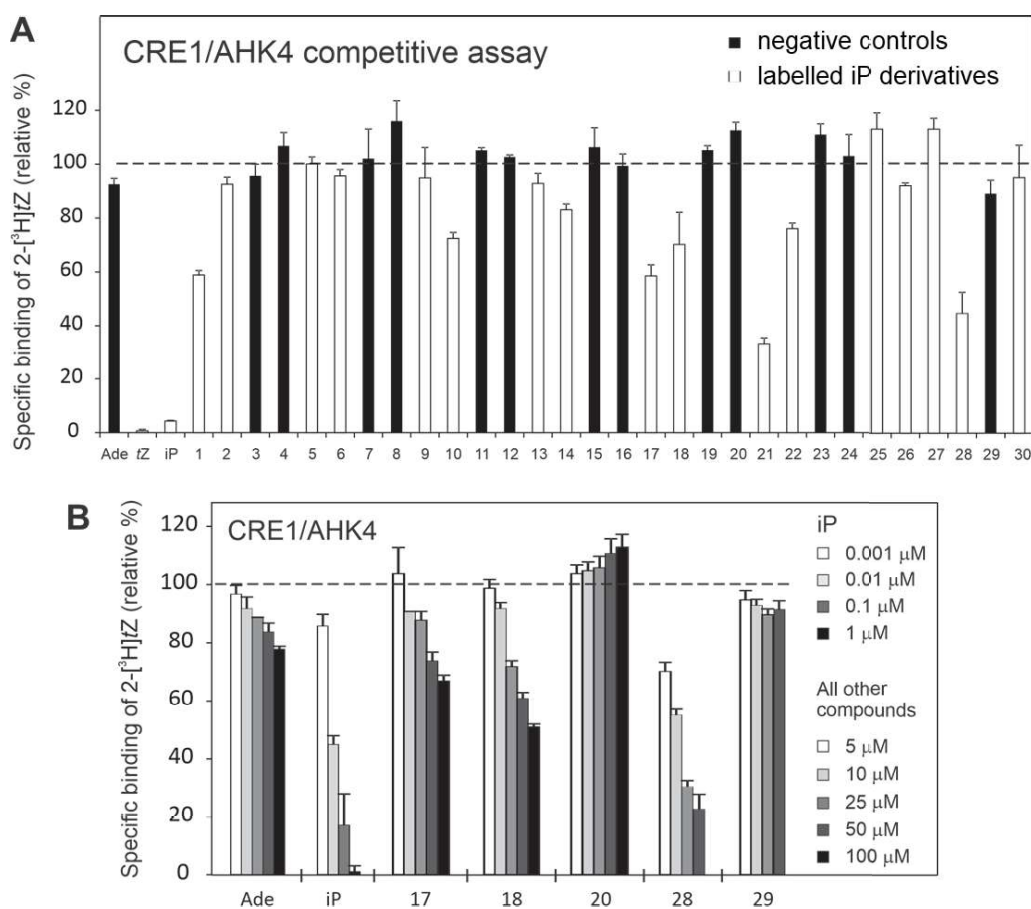 A
CRE1/AHK4 competitive assay
negative controls
labelled iP derivatives
Specific binding of 2-[³H]tZ (relative %)
120
100
80
60
40
20
0
Ade tZ iP 1 2 3 4 5 6 7 8 9 10 11 12 13 14 15 16 17 18 19 20 21 22 23 24 25 26 27 28 29 30
B
CRE1/AHK4
Specific binding of 2-[³H]tZ (relative %)
120
100
80
60
40
20
0
Ade iP 17 18 20 28 29
iP
0.001 µM
0.01 µM
0.1 µM
1 µM
All other
compounds
5 µM
10 µM
25 µM
50 µM
100 µM